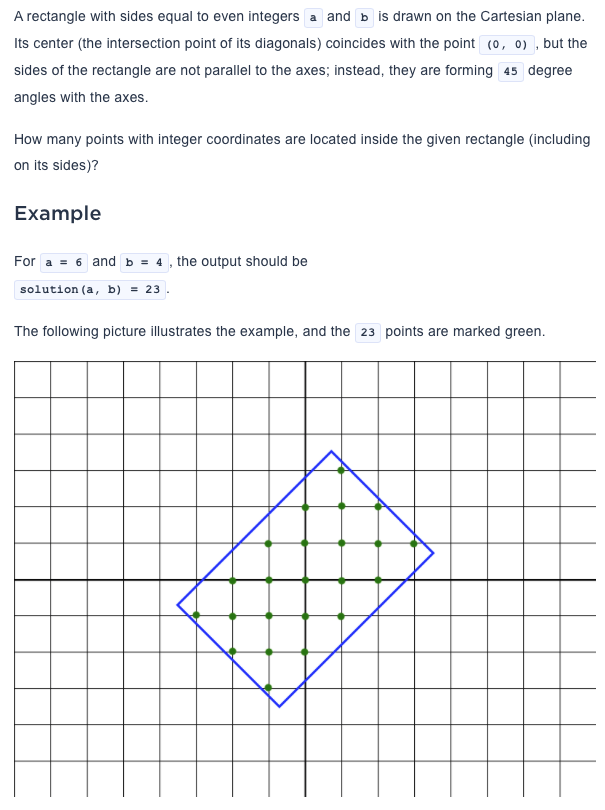 A rectangle with sides equal to even integers a and b is drawn on the Cartesian plane.
Its center (the intersection point of its diagonals) coincides with the point (0, 0), but the
sides of the rectangle are not parallel to the axes; instead, they are forming 45 degree
angles with the axes.
How many points with integer coordinates are located inside the given rectangle (including
on its sides)?
Example
For a = 6 and b = 4, the output should be
solution(a, b) = 23.
The following picture illustrates the example, and the 23 points are marked green.